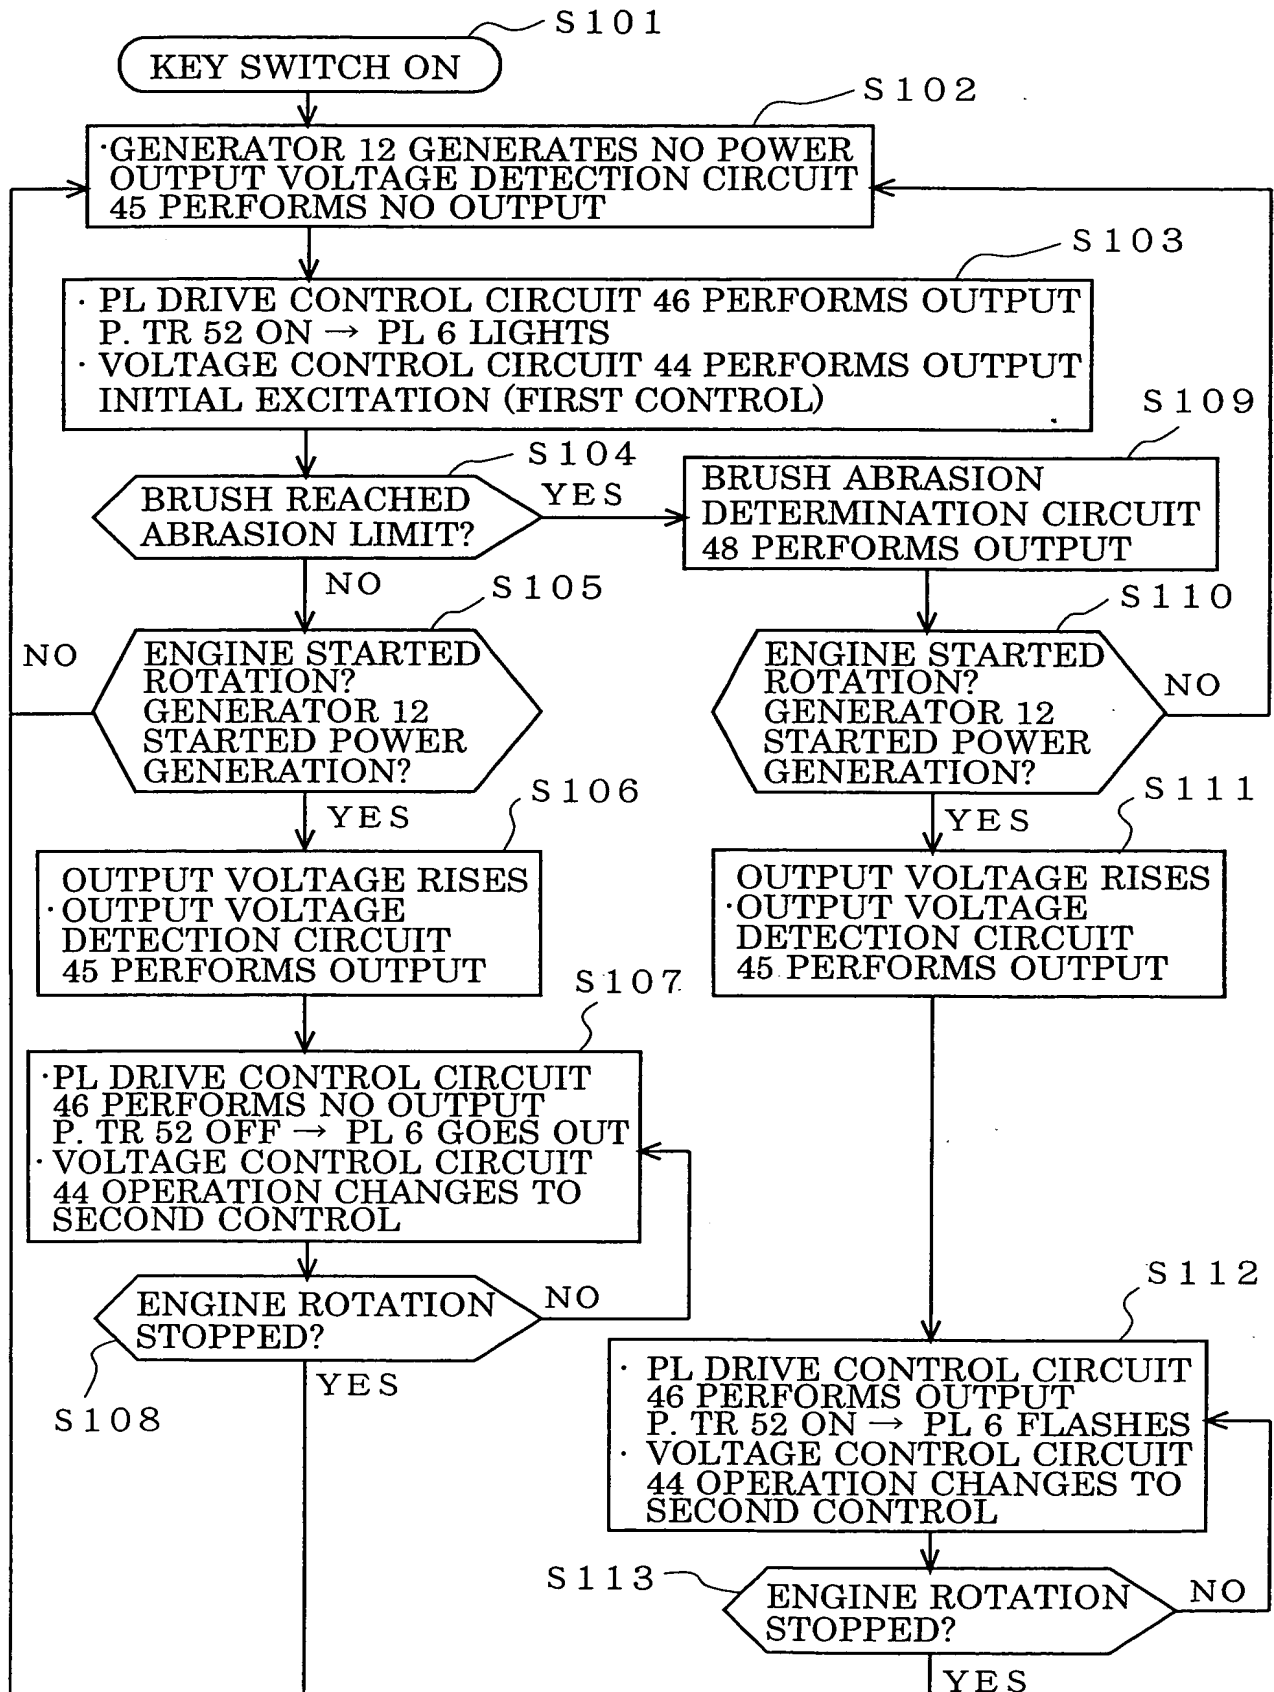 S101
KEY SWITCH ON
S102
·GENERATOR 12 GENERATES NO POWER
OUTPUT VOLTAGE DETECTION CIRCUIT
45 PERFORMS NO OUTPUT
S103
· PL DRIVE CONTROL CIRCUIT 46 PERFORMS OUTPUT
P. TR 52 ON → PL 6 LIGHTS
· VOLTAGE CONTROL CIRCUIT 44 PERFORMS OUTPUT
INITIAL EXCITATION (FIRST CONTROL)
S104
BRUSH REACHED
ABRASION LIMIT?
YES
NO
S109
BRUSH ABRASION
DETERMINATION CIRCUIT
48 PERFORMS OUTPUT
S105
NO
ENGINE STARTED
ROTATION?
GENERATOR 12
STARTED POWER
GENERATION?
YES
S110
ENGINE STARTED
ROTATION?
GENERATOR 12
STARTED POWER
GENERATION?
NO
YES
S106
OUTPUT VOLTAGE RISES
·OUTPUT VOLTAGE
DETECTION CIRCUIT
45 PERFORMS OUTPUT
S111
OUTPUT VOLTAGE RISES
·OUTPUT VOLTAGE
DETECTION CIRCUIT
45 PERFORMS OUTPUT
S107
·PL DRIVE CONTROL CIRCUIT
46 PERFORMS NO OUTPUT
P. TR 52 OFF → PL 6 GOES OUT
·VOLTAGE CONTROL CIRCUIT
44 OPERATION CHANGES TO
SECOND CONTROL
ENGINE ROTATION
STOPPED?
NO
YES
S108
S112
· PL DRIVE CONTROL CIRCUIT
46 PERFORMS OUTPUT
P. TR 52 ON → PL 6 FLASHES
· VOLTAGE CONTROL CIRCUIT
44 OPERATION CHANGES TO
SECOND CONTROL
S113
ENGINE ROTATION
STOPPED?
NO
YES